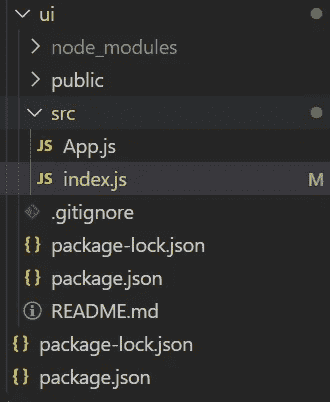 ui
node_modules
public
src
JS App.js
JS index.js M
.gitignore
{} package-lock.json
{} package.json
README.md
{} package-lock.json
{} package.json